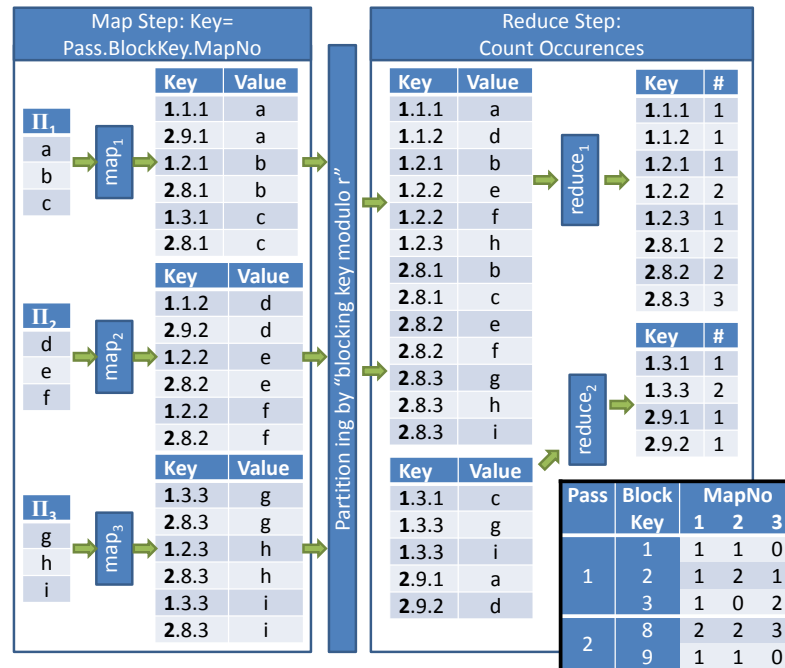 Map Step: Key=
Pass.BlockKey.MapNo
Π1
a
b
c
map1
Key Value
1.1.1 a
2.9.1 a
1.2.1 b
2.8.1 b
1.3.1 c
2.8.1 c
Π2
d
e
f
map2
Key Value
1.1.2 d
2.9.2 d
1.2.2 e
2.8.2 e
1.2.2 f
2.8.2 f
Π3
g
h
i
map3
Key Value
1.3.3 g
2.8.3 g
1.2.3 h
2.8.3 h
1.3.3 i
2.8.3 i
Partition ing by “blocking key modulo r”
Reduce Step:
Count Occurences
Key Value
1.1.1 a
1.1.2 d
1.2.1 b
1.2.2 e
1.2.2 f
1.2.3 h
2.8.1 b
2.8.1 c
2.8.2 e
2.8.2 f
2.8.3 g
2.8.3 h
2.8.3 i
Key Value
1.3.1 c
1.3.3 g
1.3.3 i
2.9.1 a
2.9.2 d
reduce1
Key #
1.1.1 1
1.1.2 1
1.2.1 1
1.2.2 2
1.2.3 1
2.8.1 2
2.8.2 2
2.8.3 3
reduce2
Key #
1.3.1 1
1.3.3 2
2.9.1 1
2.9.2 1
Pass Block MapNo
Key 1 2 3
1 1 1 1 0
2 1 2 1
3 1 0 2
2 8 2 2 3
9 1 1 0